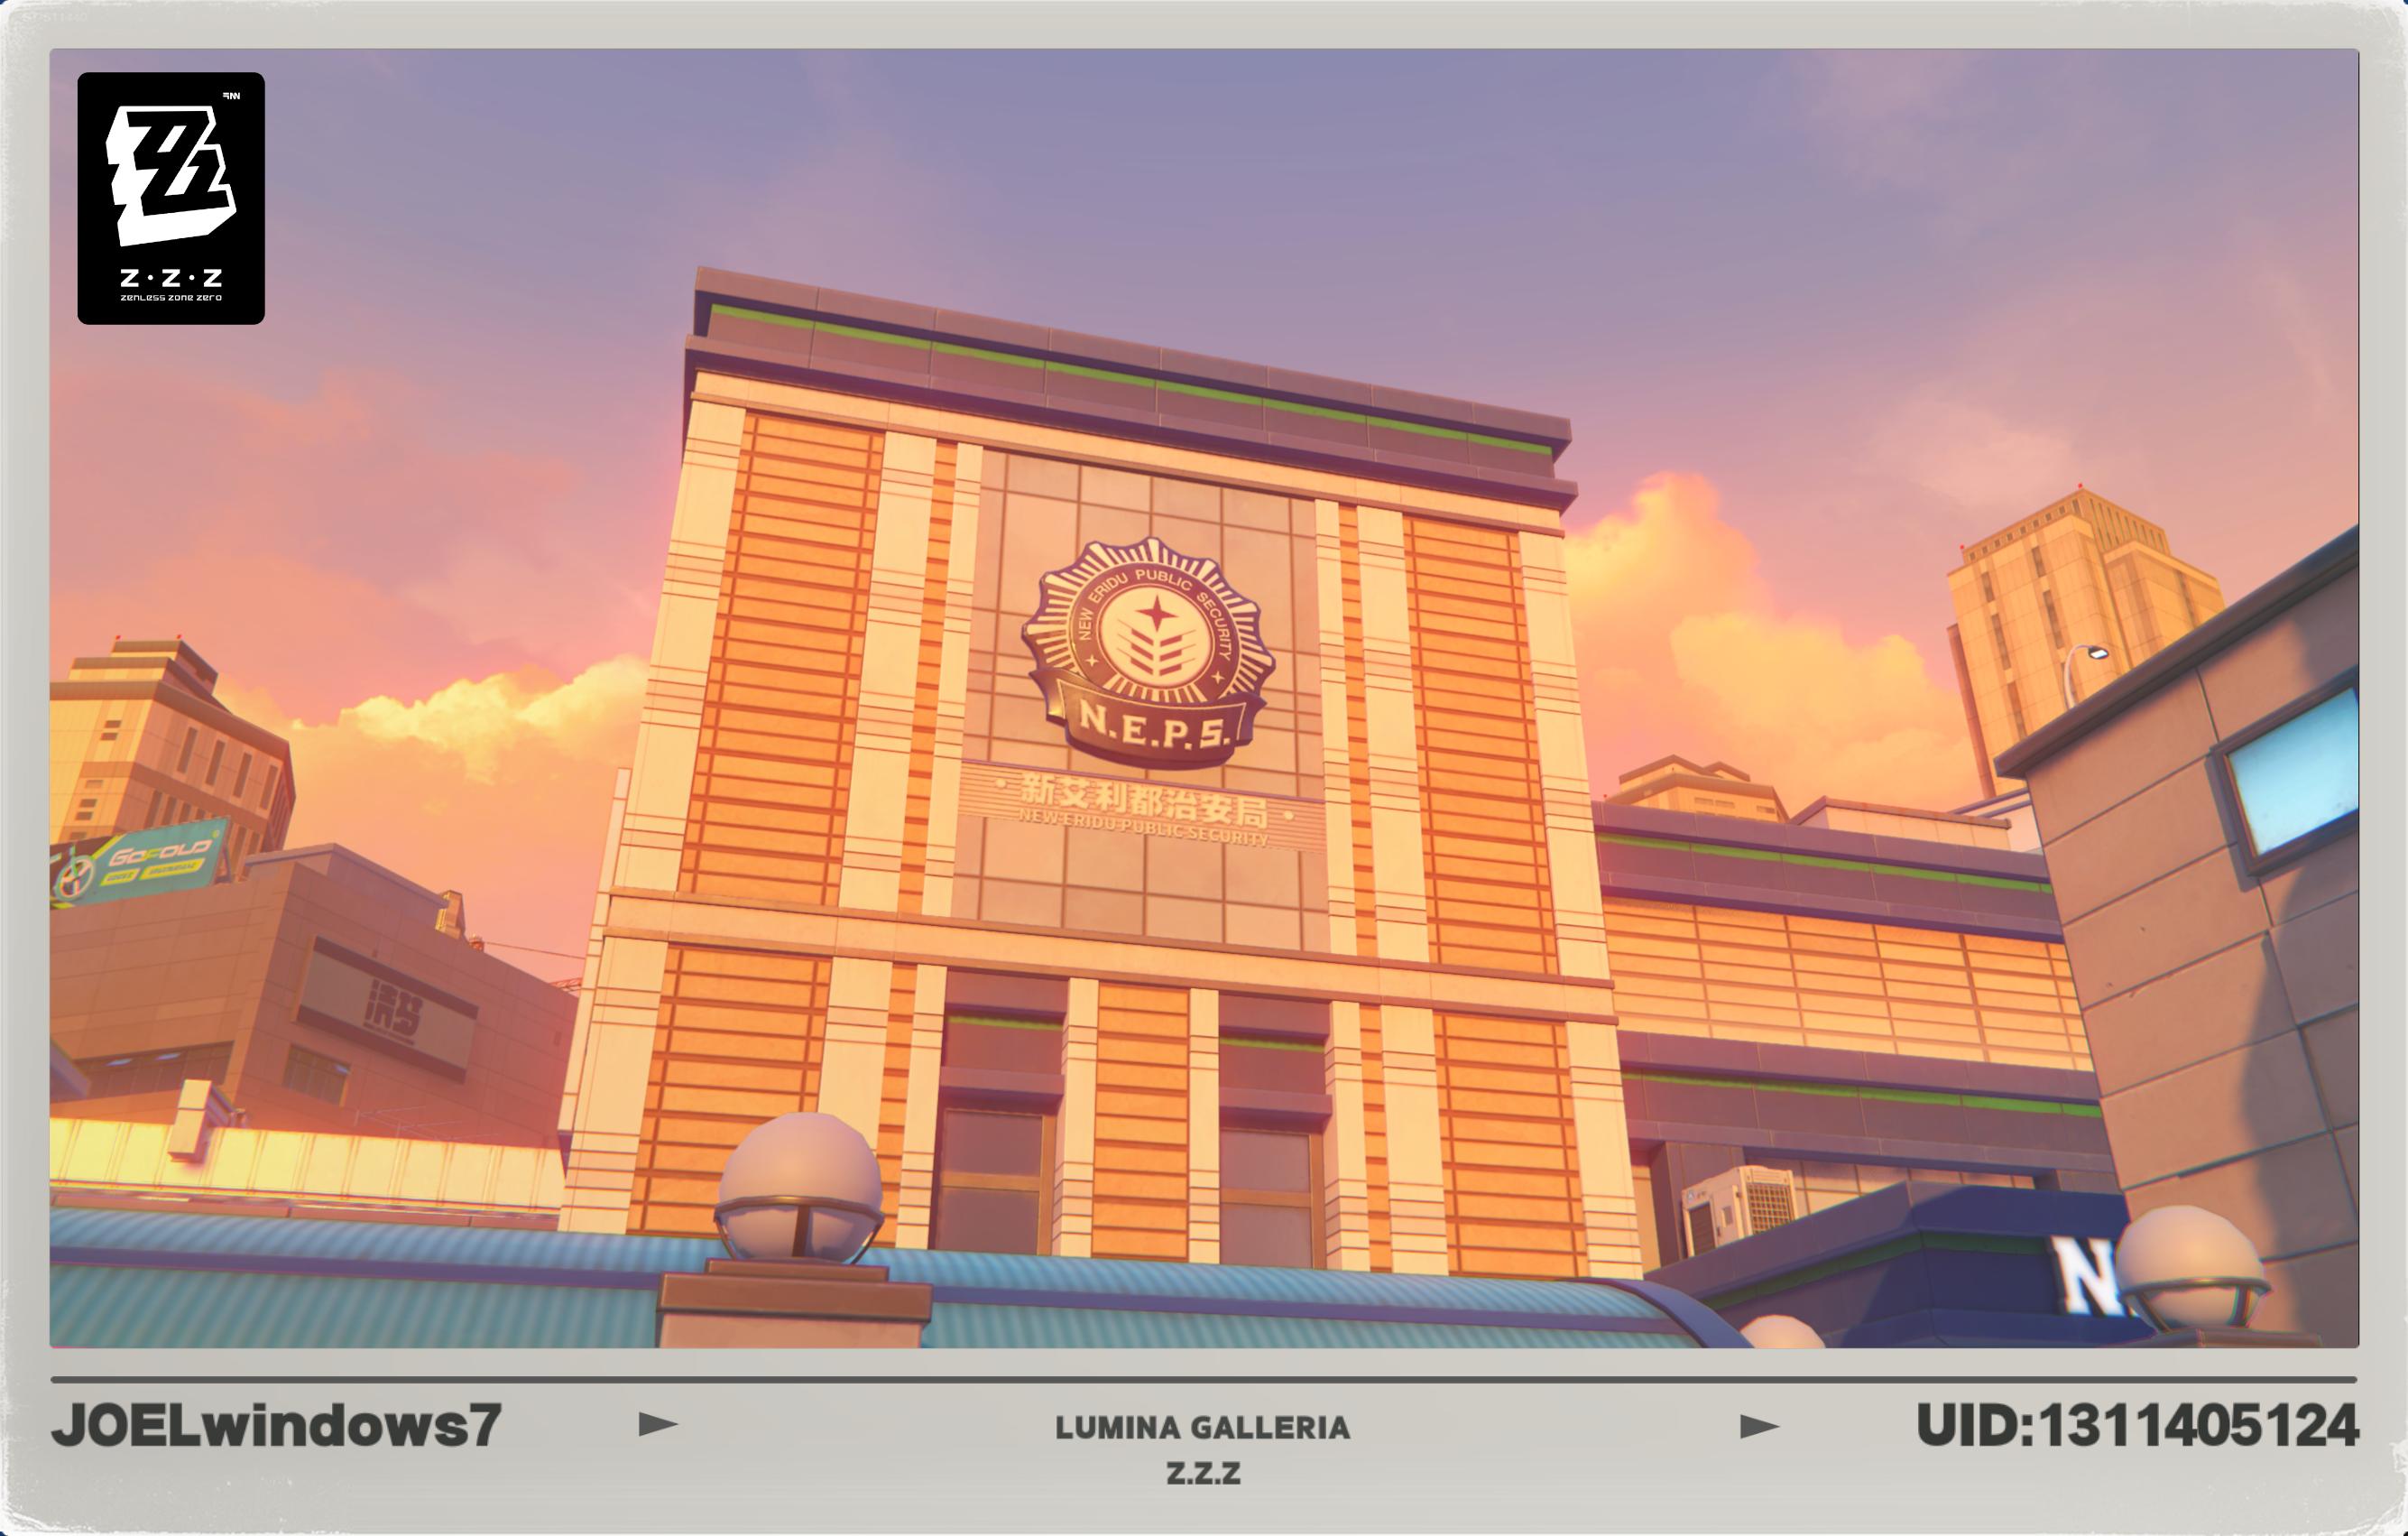 Z·Z·Z
zenless zone zero
NEW ERIDU PUBLIC SECURITY
N.E.P.S.
·新艾利都治安局·
NEW ERIDU PUBLIC SECURITY
GOFOLD
N.
JOELwindows7
LUMINA GALLERIA
Z.Z.Z
UID:1311405124